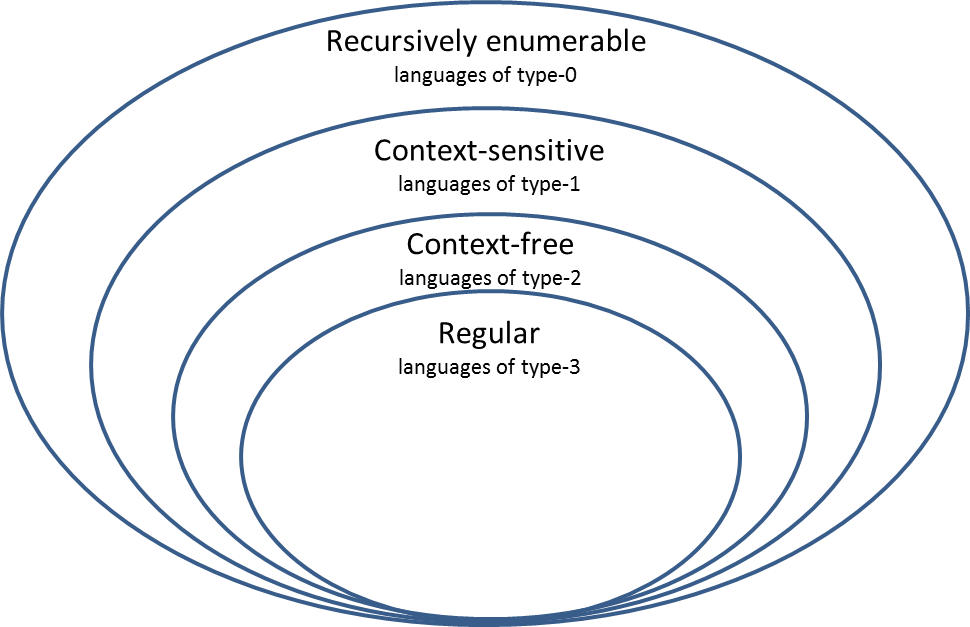 Recursively enumerable
languages of type-0
Context-sensitive
languages of type-1
Context-free
languages of type-2
Regular
languages of type-3